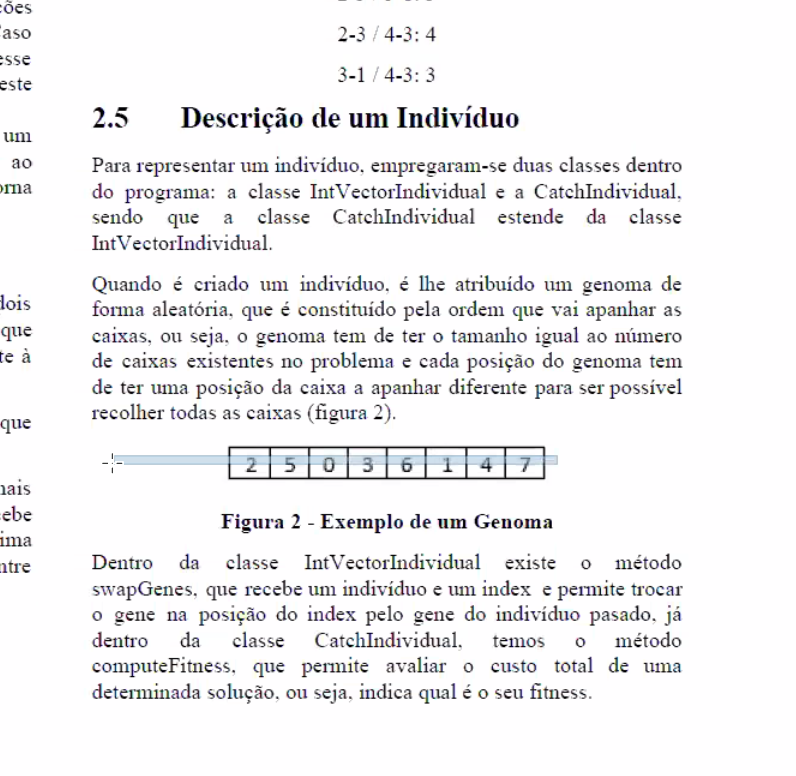 ções
Caso
esse
este
um
ao
orna
dois
que
te à
que
mais
cebe
ima
ntre
2-3 / 4-3: 4
3-1 / 4-3: 3
2.5 Descrição de um Indivíduo
Para representar um indivíduo, empregaram-se duas classes dentro
do programa: a classe IntVectorIndividual e a CatchIndividual,
sendo que a classe CatchIndividual estende da classe
IntVectorIndividual.
Quando é criado um indivíduo, é lhe atribuído um genoma de
forma aleatória, que é constituído pela ordem que vai apanhar as
caixas, ou seja, o genoma tem de ter o tamanho igual ao número
de caixas existentes no problema e cada posição do genoma tem
de ter uma posição da caixa a apanhar diferente para ser possível
recolher todas as caixas (figura 2).
2 5 0 3 6 1 4 7
Figura 2 - Exemplo de um Genoma
Dentro da classe IntVectorIndividual existe o método
swapGenes, que recebe um indivíduo e um index e permite trocar
o gene na posição do index pelo gene do indivíduo pasado, já
dentro da classe CatchIndividual, temos o método
computeFitness, que permite avaliar o custo total de uma
determinada solução, ou seja, indica qual é o seu fitness.